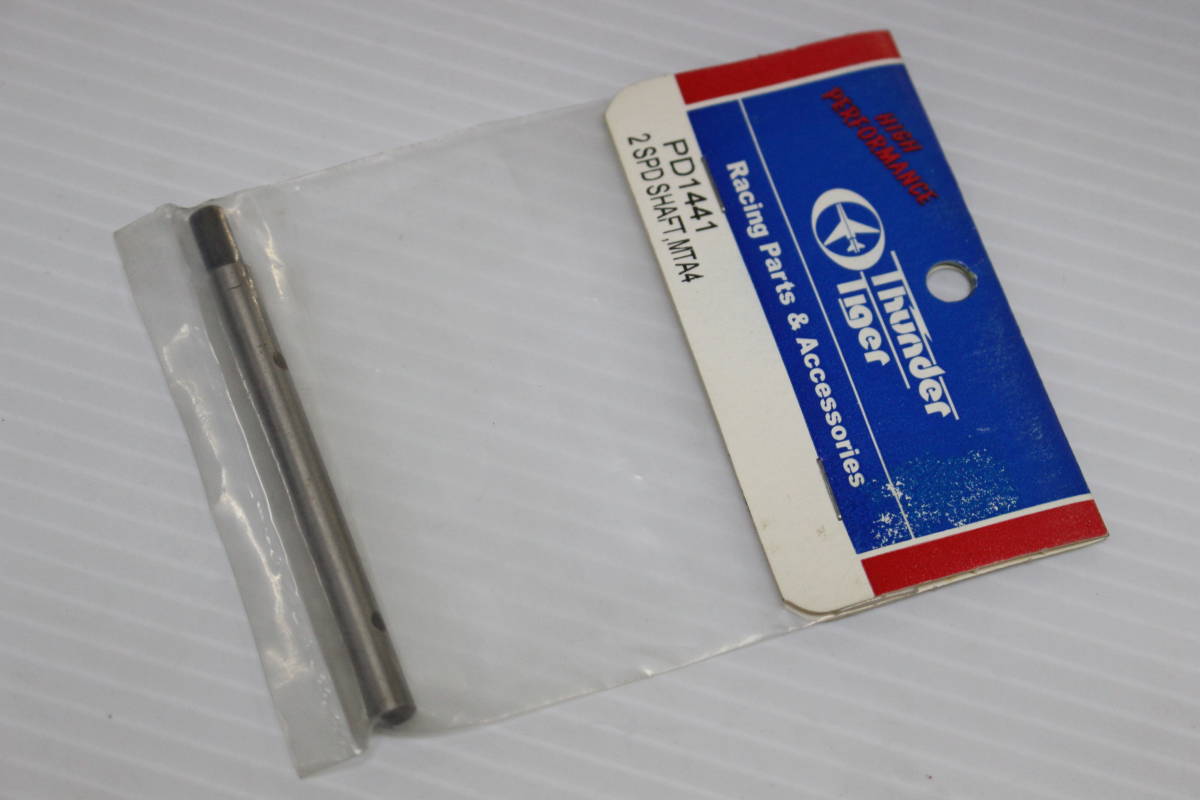 HIGH
PERFORMANCE
Thunder
Tiger
Racing Parts & Accessories
PD1441
2 SPD SHAFT,MTA4